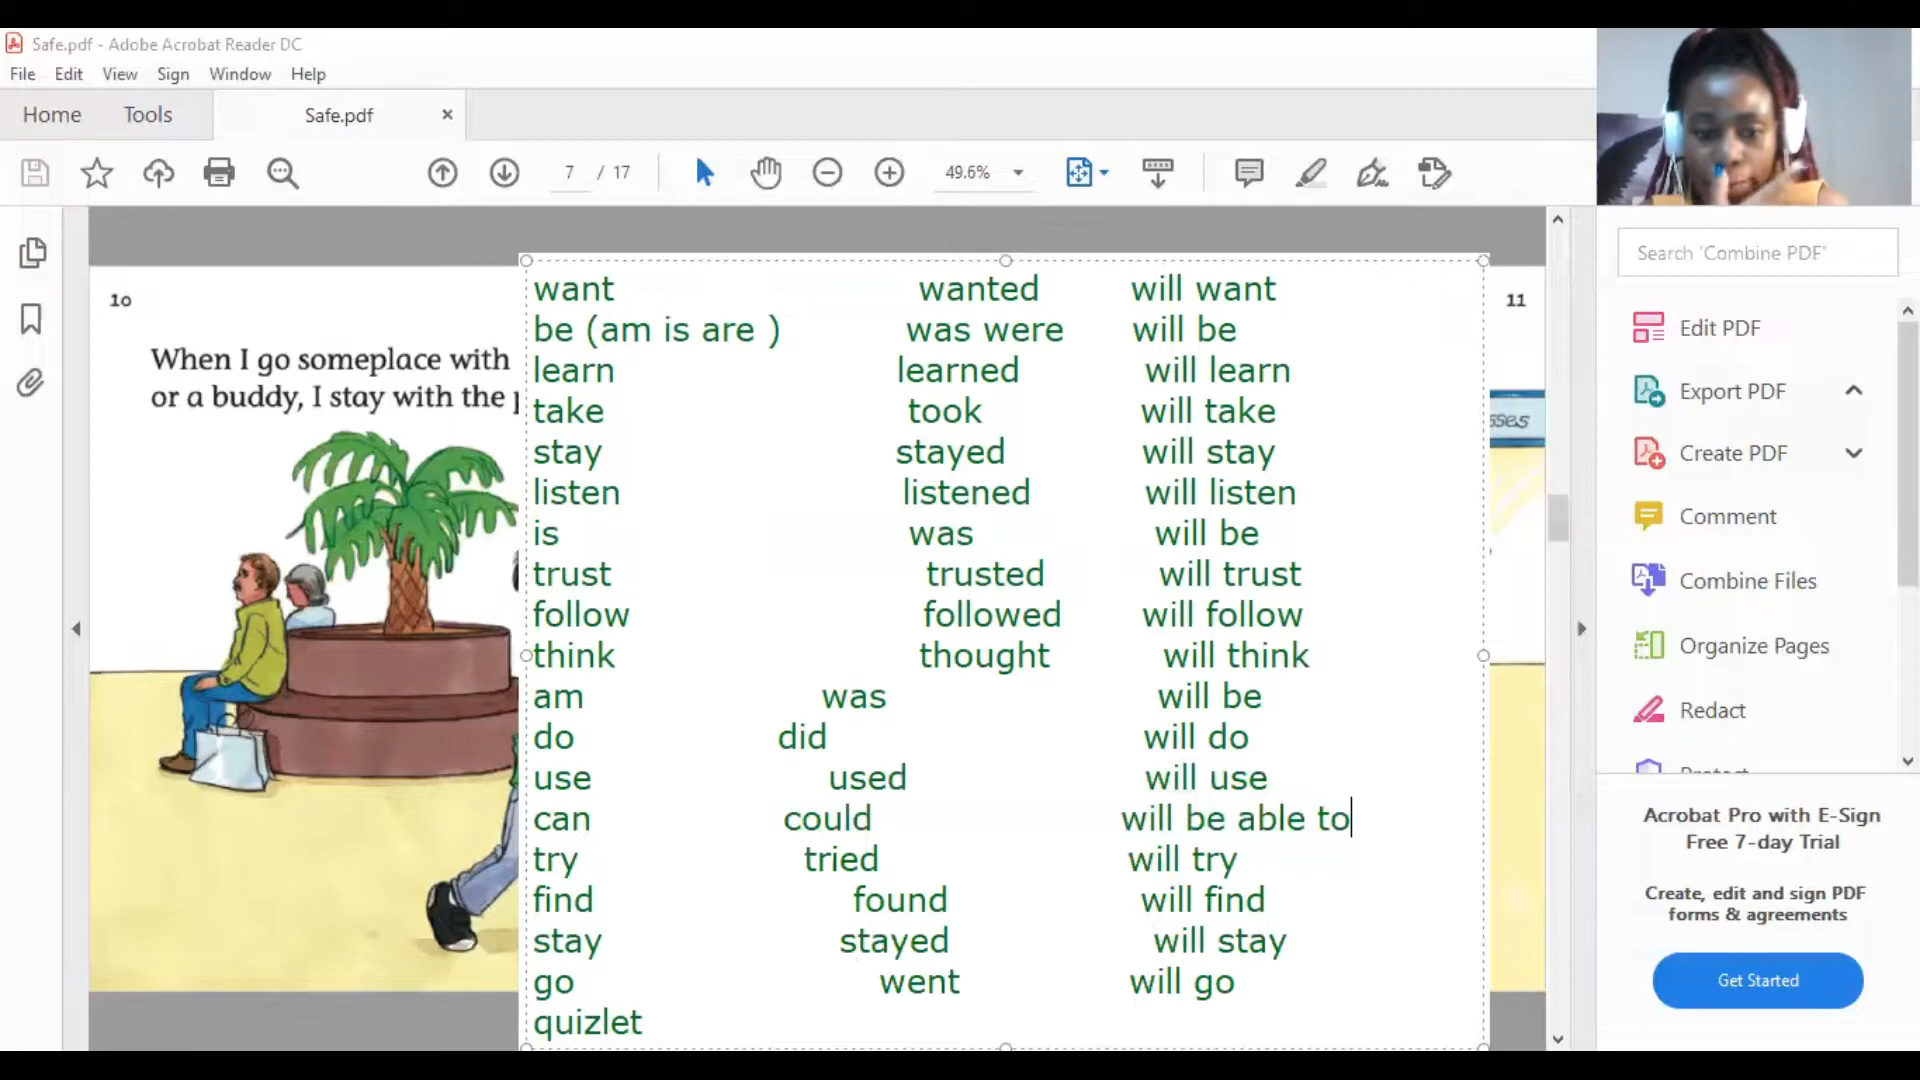 Safe.pdf - Adobe Acrobat Reader DC
File Edit View Sign Window Help
Home Tools Safe.pdf ×
7 / 17 49.6%
Search 'Combine PDF'
Edit PDF
Export PDF
Create PDF
Comment
Combine Files
Organize Pages
Redact
Acrobat Pro with E-Sign
Free 7-day Trial
Create, edit and sign PDF
forms & agreements
Get Started
10
When I go someplace with
or a buddy, I stay with the
11
want wanted will want
be (am is are ) was were will be
learn learned will learn
take took will take
stay stayed will stay
listen listened will listen
is was will be
trust trusted will trust
follow followed will follow
think thought will think
am was will be
do did will do
use used will use
can could will be able to
try tried will try
find found will find
stay stayed will stay
go went will go
quizlet